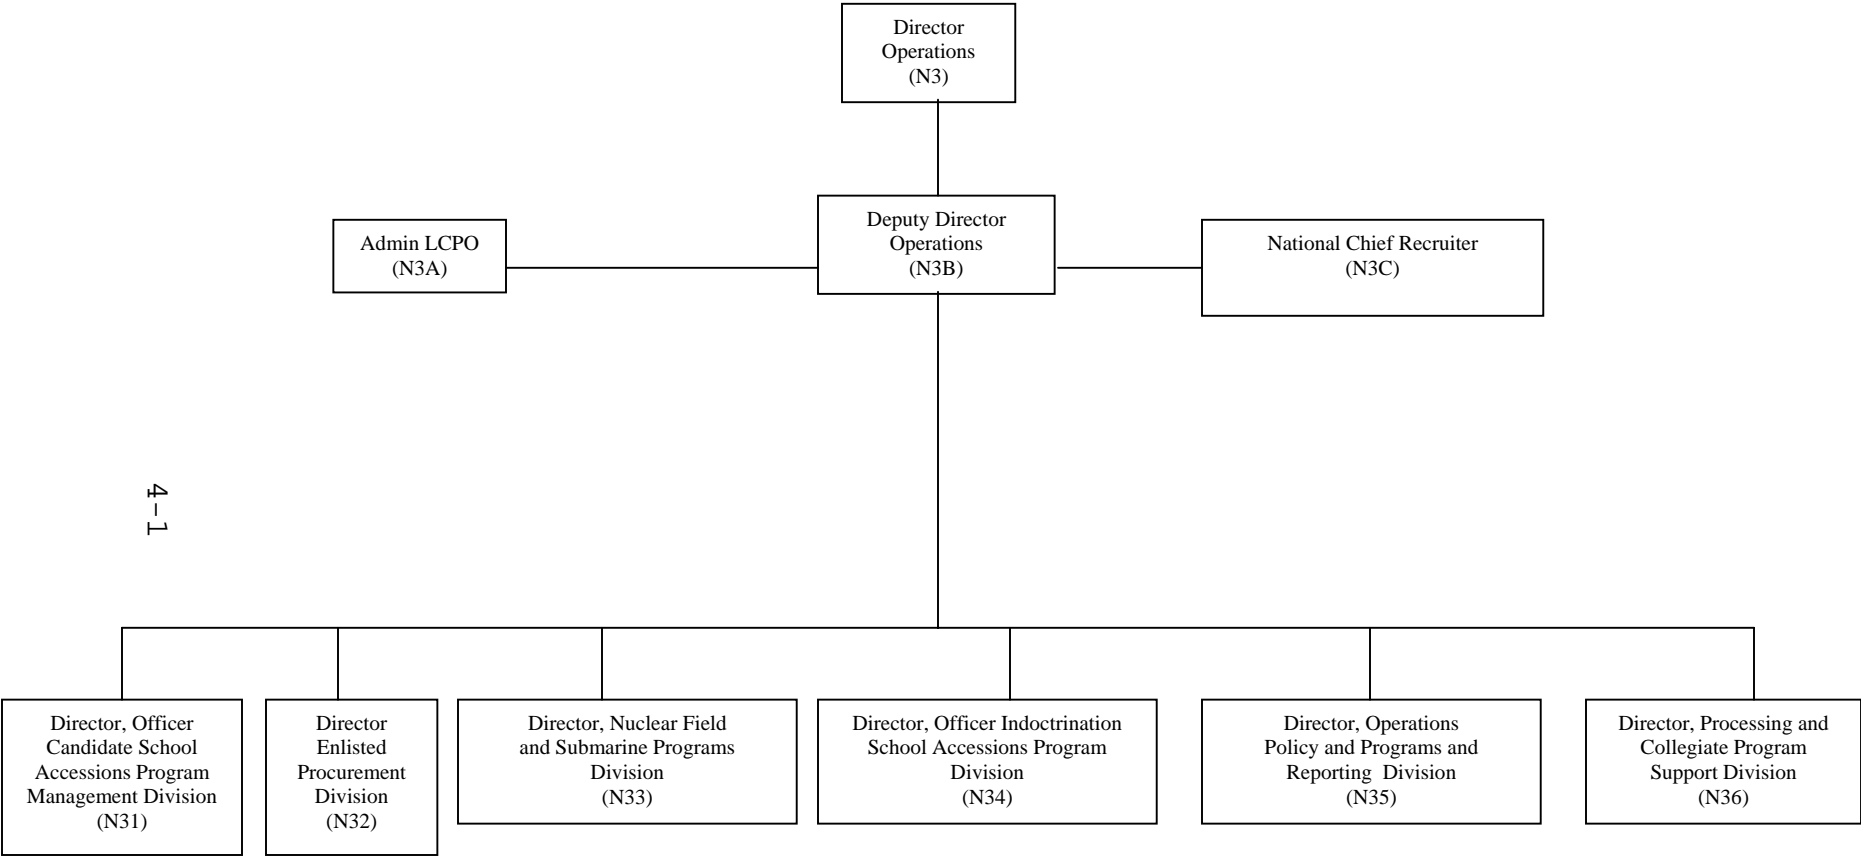 Director
Operations
(N3)
Deputy Director
Operations
(N3B)
Admin LCPO
(N3A)
National Chief Recruiter
(N3C)
4-1
Director, Officer
Candidate School
Accessions Program
Management Division
(N31)
Director
Enlisted
Procurement
Division
(N32)
Director, Nuclear Field
and Submarine Programs
Division
(N33)
Director, Officer Indoctrination
School Accessions Program
Division
(N34)
Director, Operations
Policy and Programs and
Reporting Division
(N35)
Director, Processing and
Collegiate Program
Support Division
(N36)